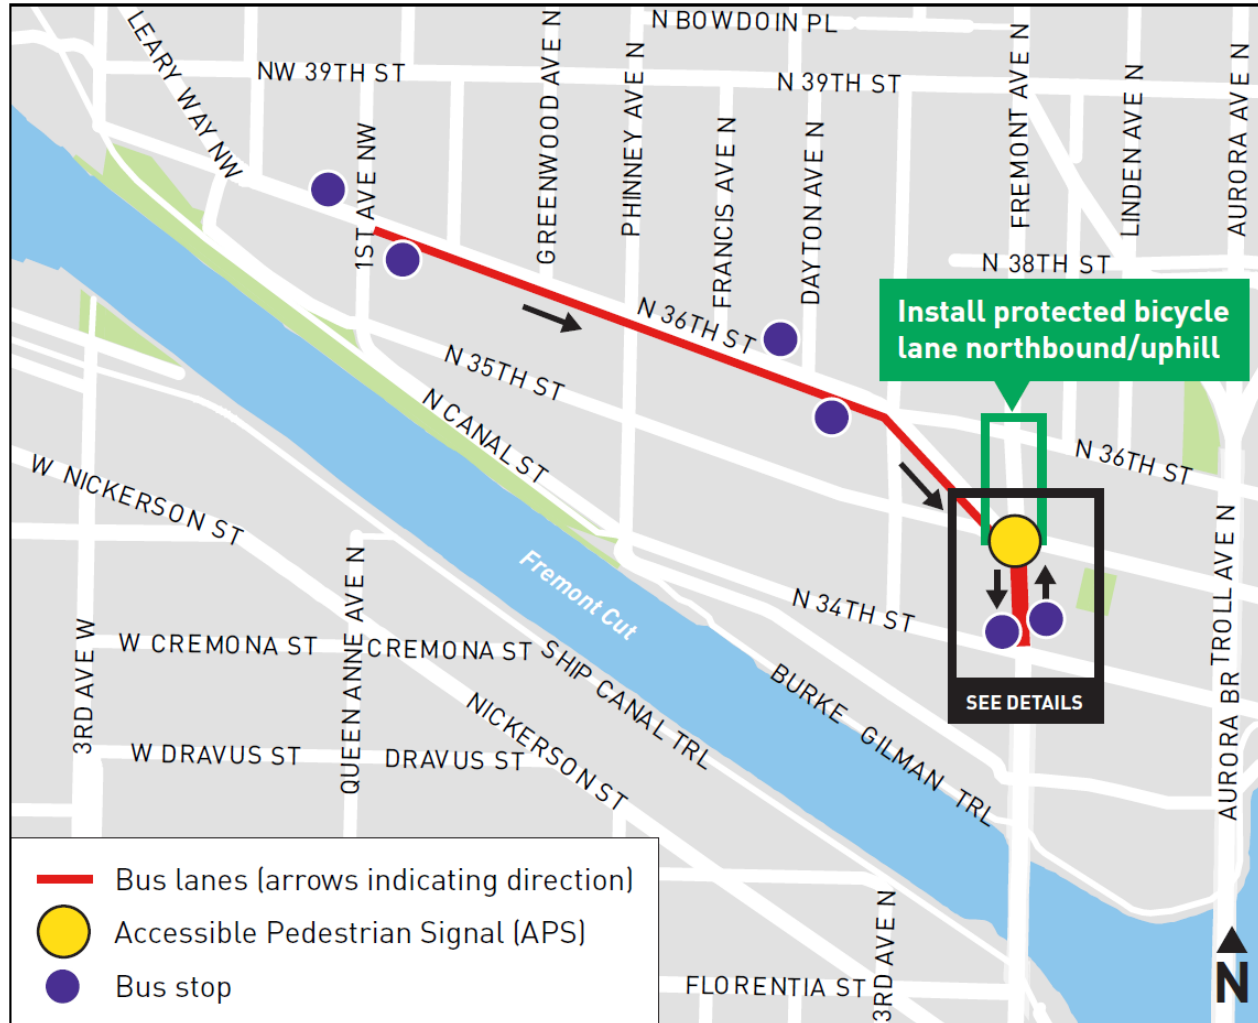 N BOWDOIN PL
LEARY WAY NW
NW 39TH ST
N 39TH ST
1ST AVE NW
GREENWOOD AVE N
PHINNEY AVE N
FRANCIS AVE N
DAYTON AVE N
FREMONT AVE N
LINDEN AVE N
AURORA AVE N
N 38TH ST
Install protected bicycle
lane northbound/uphill
N 36TH ST
N 35TH ST
N CANAL ST
N 36TH ST
W NICKERSON ST
Fremont Cut
N 34TH ST
TROLL AVE N
3RD AVE W
W CREMONA ST
QUEEN ANNE AVE N
CREMONA ST
SHIP CANAL TRL
BURKE GILMAN TRL
SEE DETAILS
AURORA BR
W DRAVUS ST
DRAVUS ST
NICKERSON ST
3RD AVE N
FLORENTIA ST
N
Bus lanes (arrows indicating direction)
Accessible Pedestrian Signal (APS)
Bus stop